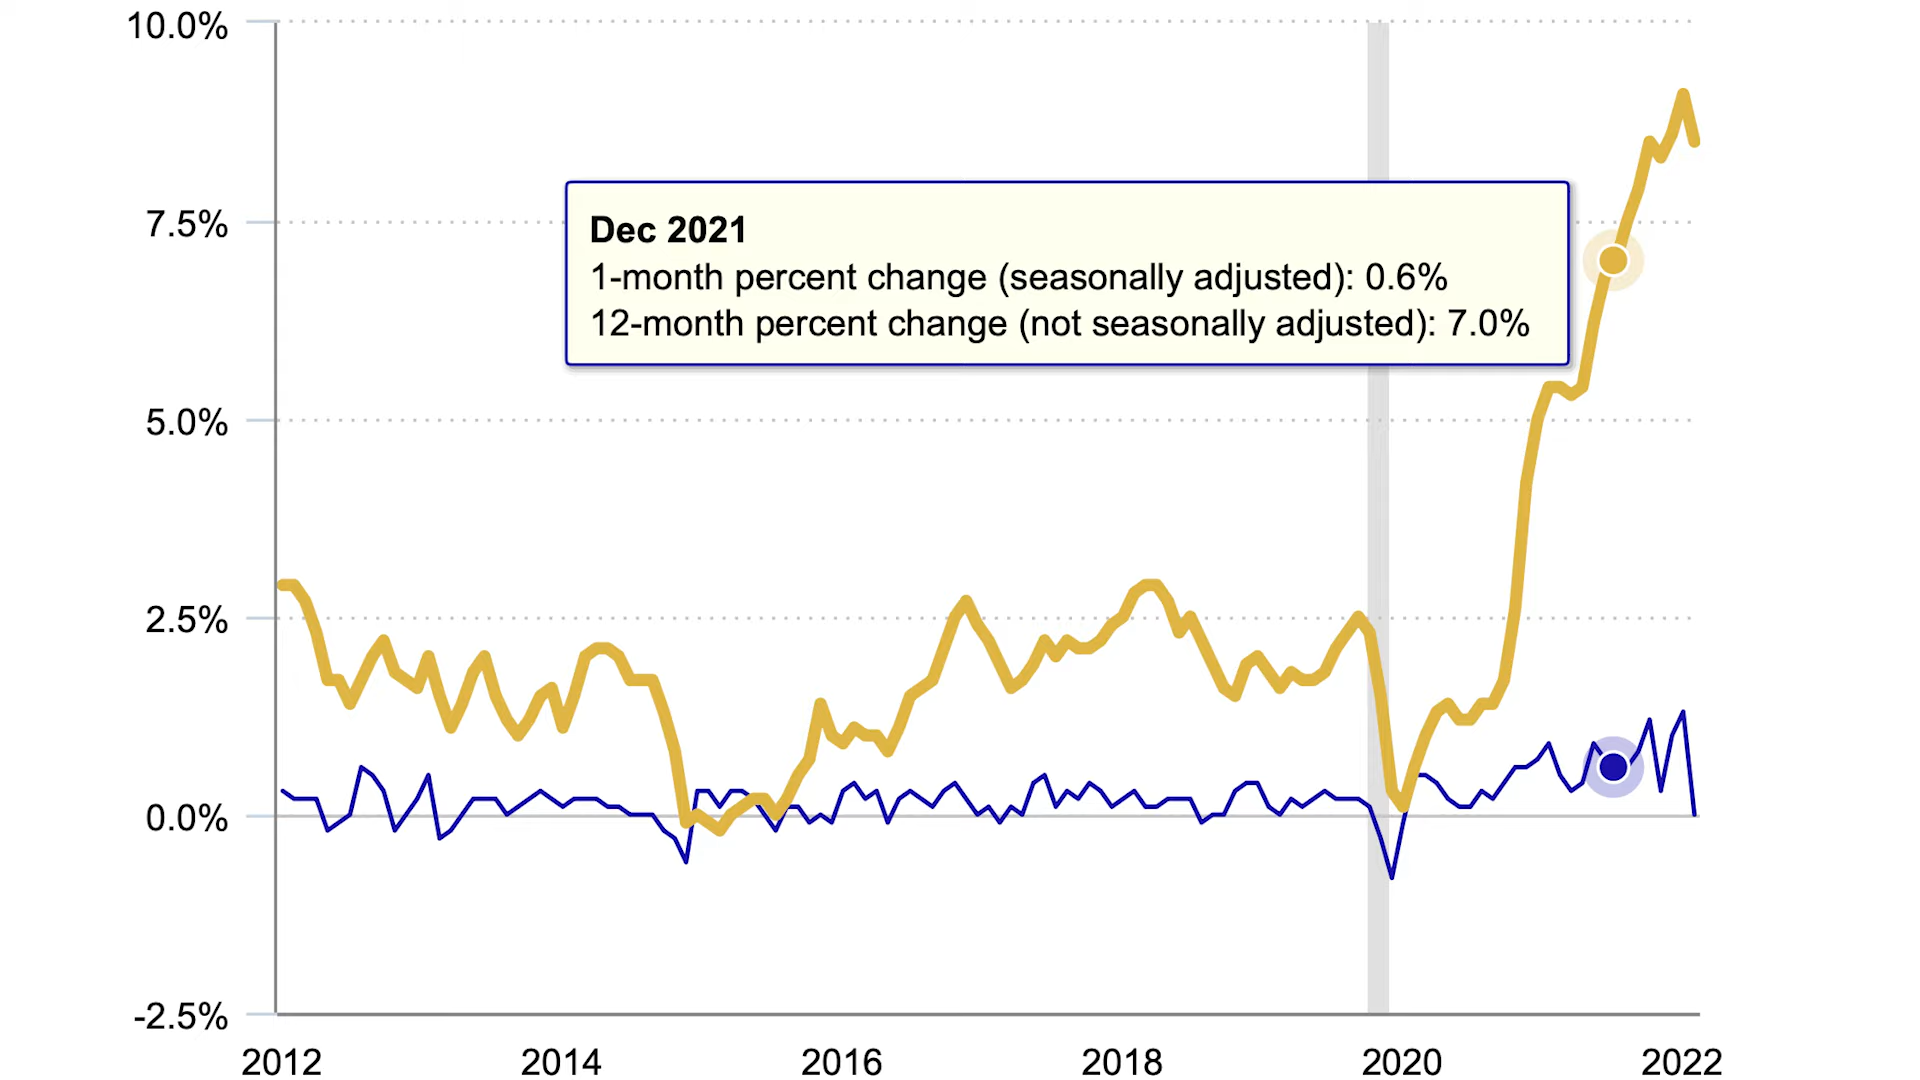 10.0%
7.5%
5.0%
2.5%
0.0%
-2.5%
Dec 2021
1-month percent change (seasonally adjusted): 0.6%
12-month percent change (not seasonally adjusted): 7.0%
2012 2014 2016 2018 2020 2022